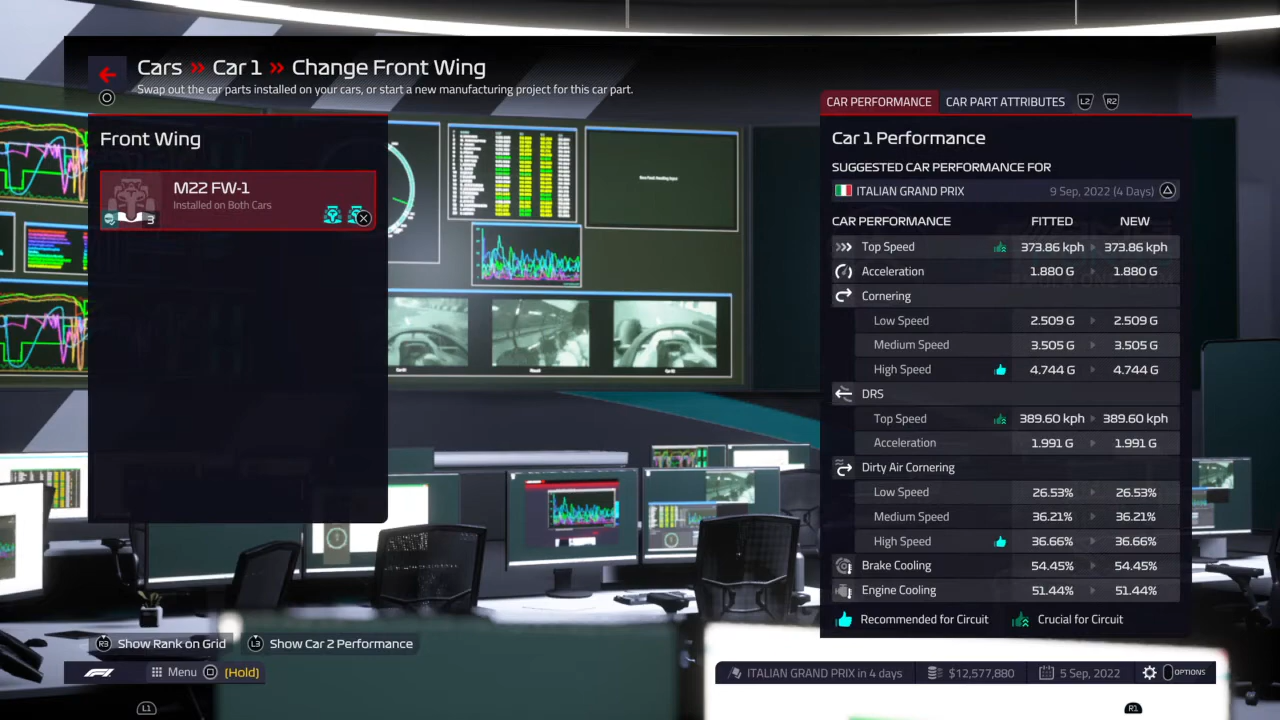 Cars » Car 1 » Change Front Wing
Swap out the car parts installed on your cars, or start a new manufacturing project for this car part.
Front Wing
M22 FW-1
Installed on Both Cars
3
CAR PERFORMANCE CAR PART ATTRIBUTES L2 R2
Car 1 Performance
SUGGESTED CAR PERFORMANCE FOR
ITALIAN GRAND PRIX 9 Sep, 2022 (4 Days)
CAR PERFORMANCE FITTED NEW
Top Speed 373.86 kph 373.86 kph
Acceleration 1.880 G 1.880 G
Cornering
Low Speed 2.509 G 2.509 G
Medium Speed 3.505 G 3.505 G
High Speed 4.744 G 4.744 G
DRS
Top Speed 389.60 kph 389.60 kph
Acceleration 1.991 G 1.991 G
Dirty Air Cornering
Low Speed 26.53% 26.53%
Medium Speed 36.21% 36.21%
High Speed 36.66% 36.66%
Brake Cooling 54.45% 54.45%
Engine Cooling 51.44% 51.44%
Recommended for Circuit Crucial for Circuit
R3 Show Rank on Grid L3 Show Car 2 Performance
F1 Menu (Hold)
ITALIAN GRAND PRIX in 4 days $12,577,880 5 Sep, 2022 OPTIONS
L1 R1